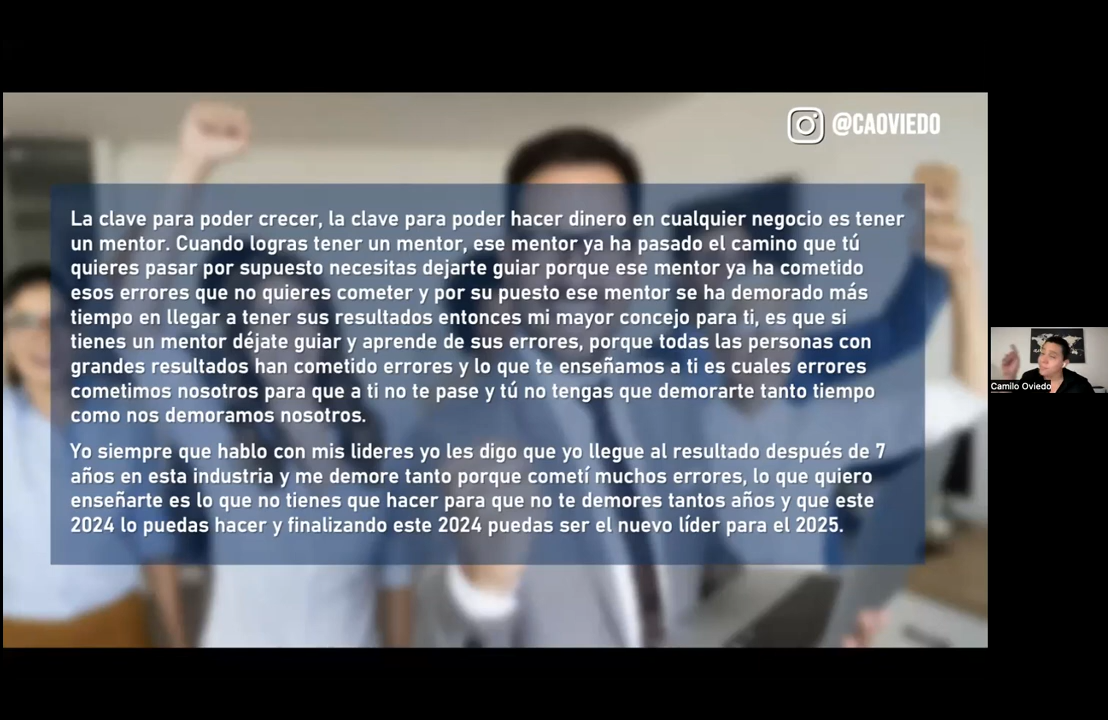 @CAOVIEDO
La clave para poder crecer, la clave para poder hacer dinero en cualquier negocio es tener
un mentor. Cuando logras tener un mentor, ese mentor ya ha pasado el camino que tú
quieres pasar por supuesto necesitas dejarte guiar porque ese mentor ya ha cometido
esos errores que no quieres cometer y por su puesto ese mentor se ha demorado más
tiempo en llegar a tener sus resultados entonces mi mayor concejo para ti, es que si
tienes un mentor déjate guiar y aprende de sus errores, porque todas las personas con
grandes resultados han cometido errores y lo que te enseñamos a ti es cuales errores
cometimos nosotros para que a ti no te pase y tú no tengas que demorarte tanto tiempo
como nos demoramos nosotros.
Yo siempre que hablo con mis lideres yo les digo que yo llegue al resultado después de 7
años en esta industria y me demore tanto porque cometí muchos errores, lo que quiero
enseñarte es lo que no tienes que hacer para que no te demores tantos años y que este
2024 lo puedas hacer y finalizando este 2024 puedas ser el nuevo líder para el 2025.
Camilo Oviedo